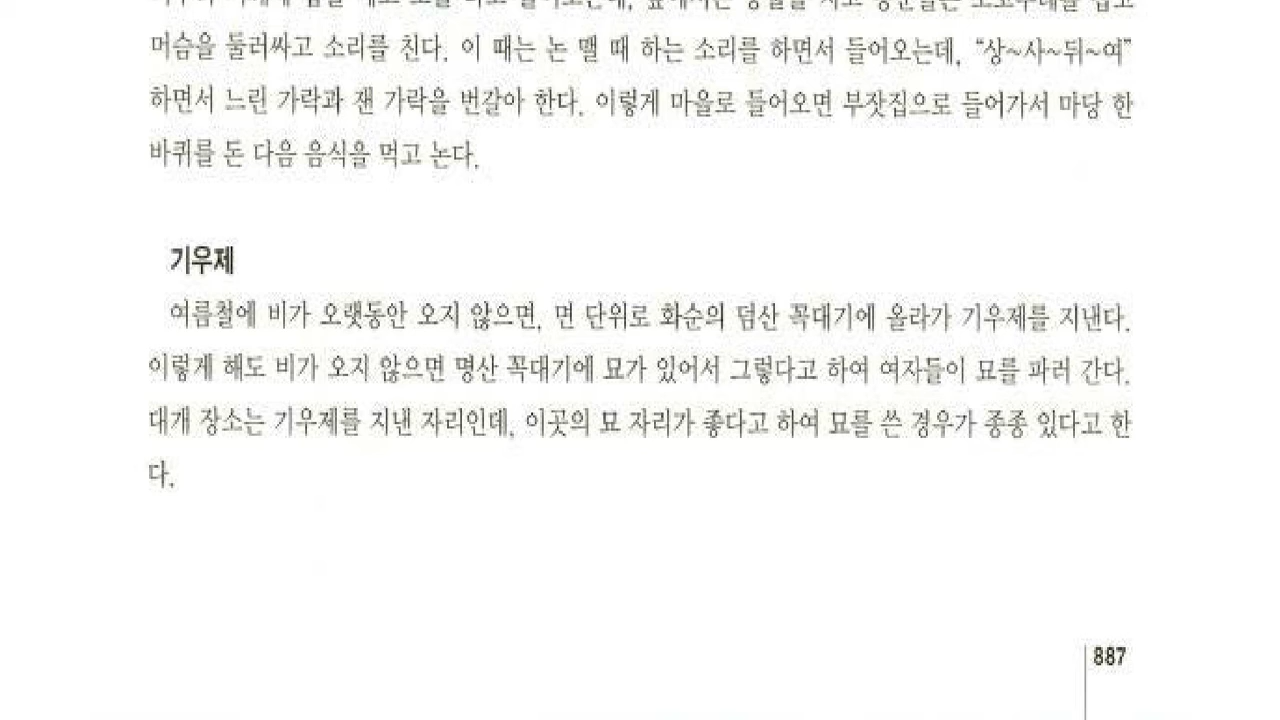 머슴을 둘러싸고 소리를 친다. 이 때는 논 맬 때 하는 소리를 하면서 들어오는데, “상~사~뒤~여”
하면서 느린 가락과 잰 가락을 번갈아 한다. 이렇게 마을로 들어오면 부잣집으로 들어가서 마당 한
바퀴를 돈 다음 음식을 먹고 논다.
기우제
여름철에 비가 오랫동안 오지 않으면, 면 단위로 화순의 덤산 꼭대기에 올라가 기우제를 지낸다.
이렇게 해도 비가 오지 않으면 명산 꼭대기에 묘가 있어서 그렇다고 하여 여자들이 묘를 파러 간다.
대개 장소는 기우제를 지낸 자리인데, 이곳의 묘 자리가 좋다고 하여 묘를 쓴 경우가 종종 있다고 한
다.
887